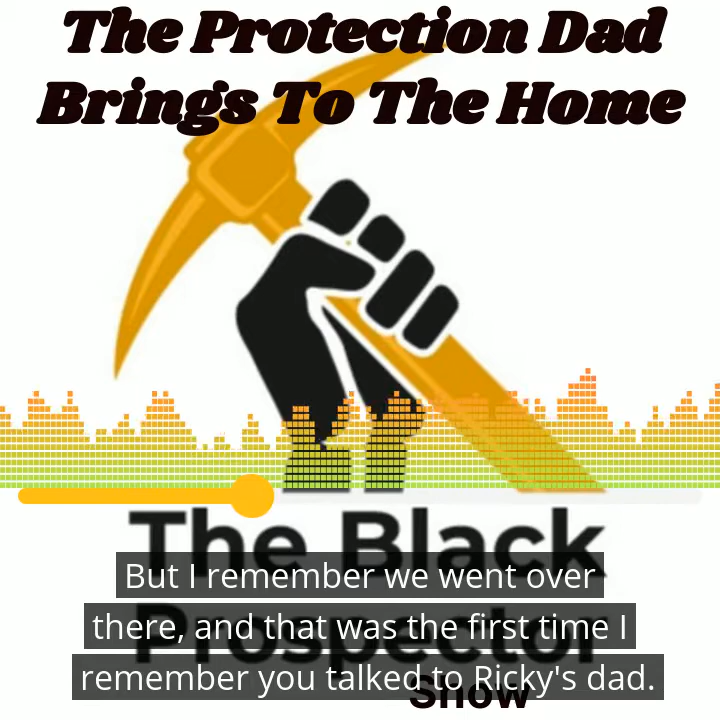 The Protection Dad
Brings To The Home
The Black
Prospector
Show
But I remember we went over
there, and that was the first time I
remember you talked to Ricky's dad.